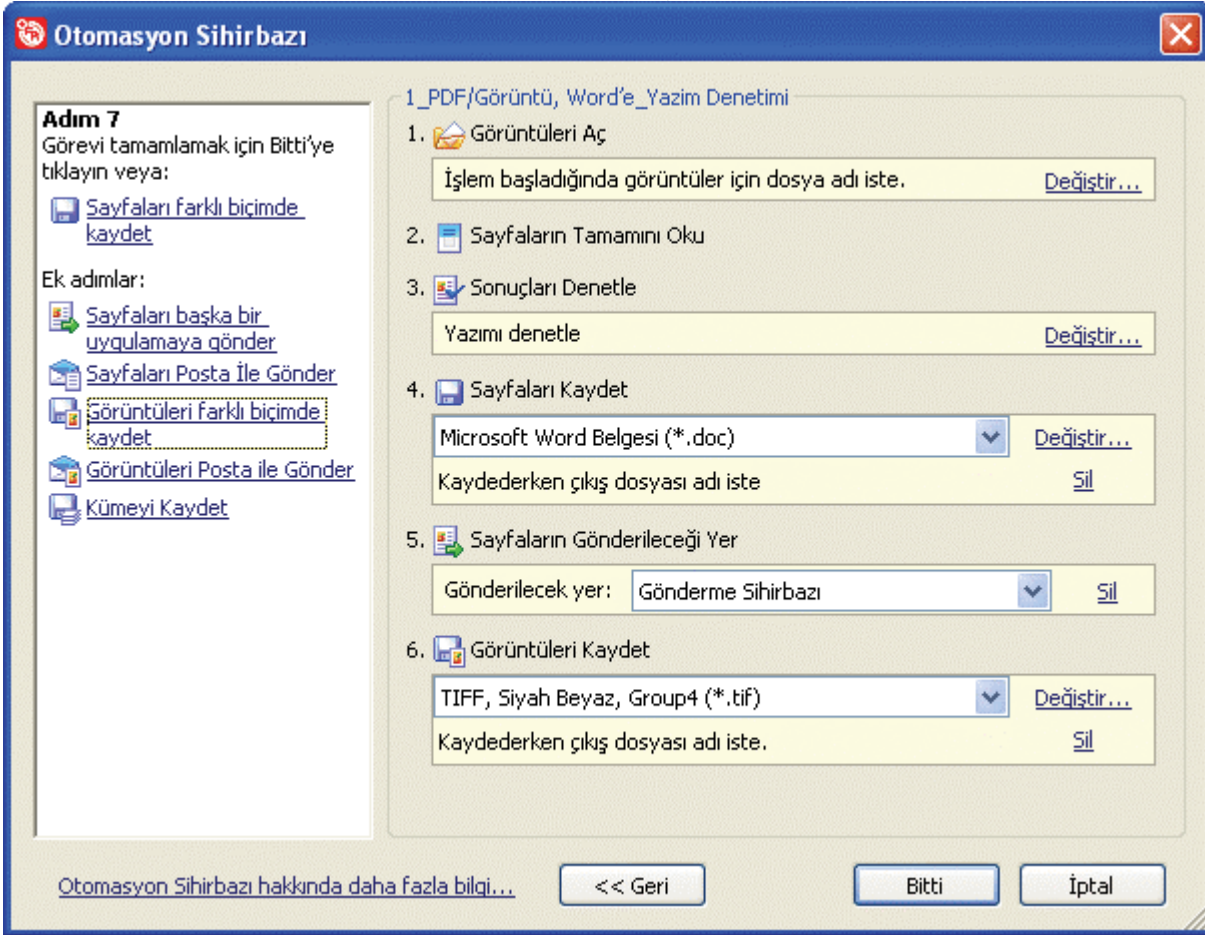 Otomasyon Sihirbazı
Adım 7
Görevi tamamlamak için Bitti'ye
tıklayın veya:
Sayfaları farklı biçimde
kaydet
Ek adımlar:
Sayfaları başka bir
uygulamaya gönder
Sayfaları Posta İle Gönder
Görüntüleri farklı biçimde
kaydet
Görüntüleri Posta ile Gönder
Kümeyi Kaydet
1_PDF/Görüntü, Word'e_Yazim Denetimi
1. Görüntüleri Aç
İşlem başladığında görüntüler için dosya adı iste. Değiştir...
2. Sayfaların Tamamını Oku
3. Sonuçları Denetle
Yazımı denetle Değiştir...
4. Sayfaları Kaydet
Microsoft Word Belgesi (*.doc) Değiştir...
Kaydederken çıkış dosyası adı iste Sil
5. Sayfaların Gönderileceği Yer
Gönderilecek yer: Gönderme Sihirbazı Sil
6. Görüntüleri Kaydet
TIFF, Siyah Beyaz, Group4 (*.tif) Değiştir...
Kaydederken çıkış dosyası adı iste. Sil
Otomasyon Sihirbazı hakkında daha fazla bilgi... << Geri Bitti İptal